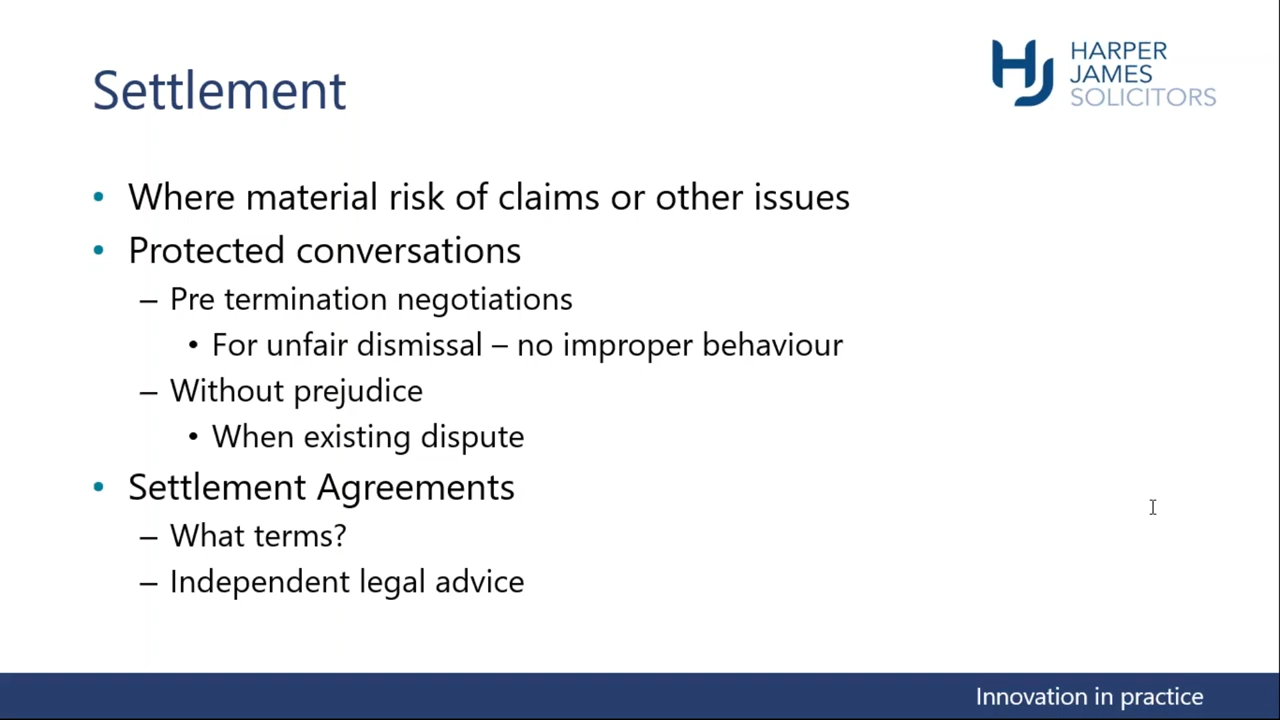 Settlement
HARPER
JAMES
SOLICITORS
• Where material risk of claims or other issues
• Protected conversations
– Pre termination negotiations
• For unfair dismissal – no improper behaviour
– Without prejudice
• When existing dispute
• Settlement Agreements
– What terms?
– Independent legal advice
Innovation in practice